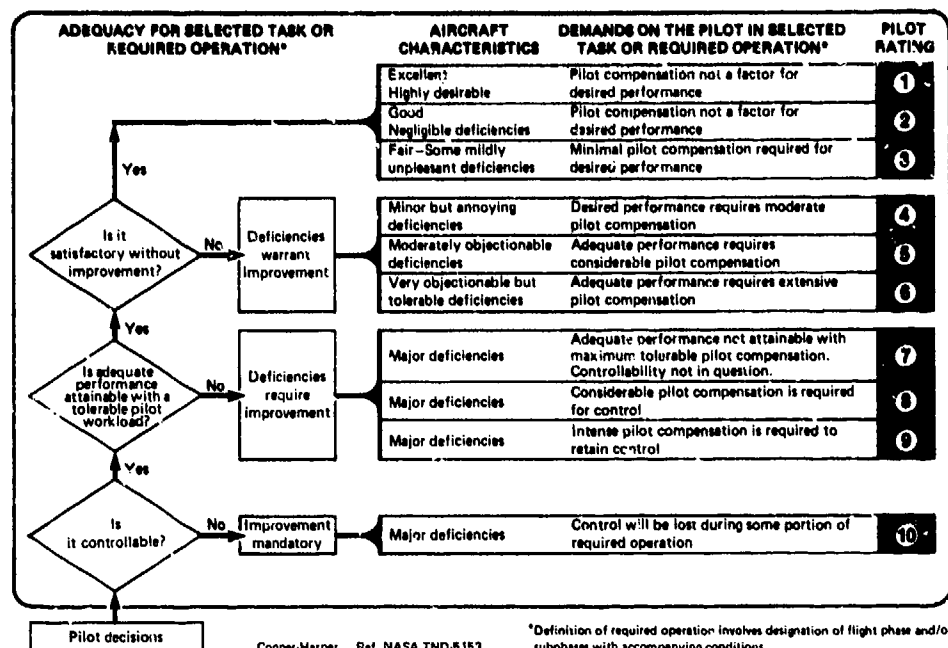 ADEQUACY FOR SELECTED TASK OR
REQUIRED OPERATION*
AIRCRAFT
CHARACTERISTICS
DEMANDS ON THE PILOT IN SELECTED
TASK OR REQUIRED OPERATION*
PILOT
RATING
Excellent
Highly desirable
Pilot compensation not a factor for
desired performance
1
Good
Negligible deficiencies
Pilot compensation not a factor for
desired performance
2
Fair–Some mildly
unpleasant deficiencies
Minimal pilot compensation required for
desired performance
3
Yes
Is it
satisfactory without
improvement?
No
Deficiencies
warrant
improvement
Minor but annoying
deficiencies
Desired performance requires moderate
pilot compensation
4
Moderately objectionable
deficiencies
Adequate performance requires
considerable pilot compensation
5
Very objectionable but
tolerable deficiencies
Adequate performance requires extensive
pilot compensation
6
Yes
Is adequate
performance
attainable with a
tolerable pilot
workload?
No
Deficiencies
require
improvement
Major deficiencies
Adequate performance not attainable with
maximum tolerable pilot compensation.
Controllability not in question.
7
Major deficiencies
Considerable pilot compensation is required
for control
8
Major deficiencies
Intense pilot compensation is required to
retain control
9
Yes
Is
it controllable?
No
Improvement
mandatory
Major deficiencies
Control will be lost during some portion of
required operation
10
Pilot decisions
Cooper-Harper Ref. NASA TND-5153
*Definition of required operation involves designation of flight phase and/o
subphases with accompanying conditions